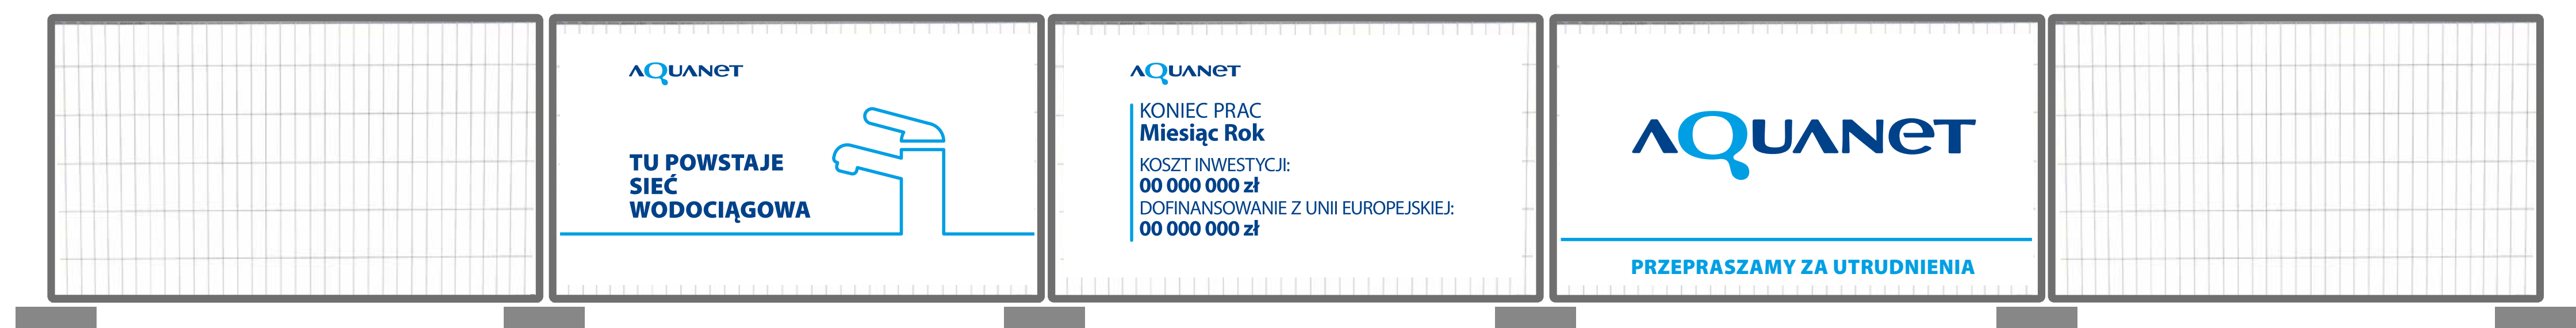 AQUANET
TU POWSTAJE
SIEĆ
WODOCIĄGOWA
AQUANET
KONIEC PRAC
Miesiąc Rok
KOSZT INWESTYCJI:
00 000 000 zł
DOFINANSOWANIE Z UNII EUROPEJSKIEJ:
00 000 000 zł
AQUANET
PRZEPRASZAMY ZA UTRUDNIENIA